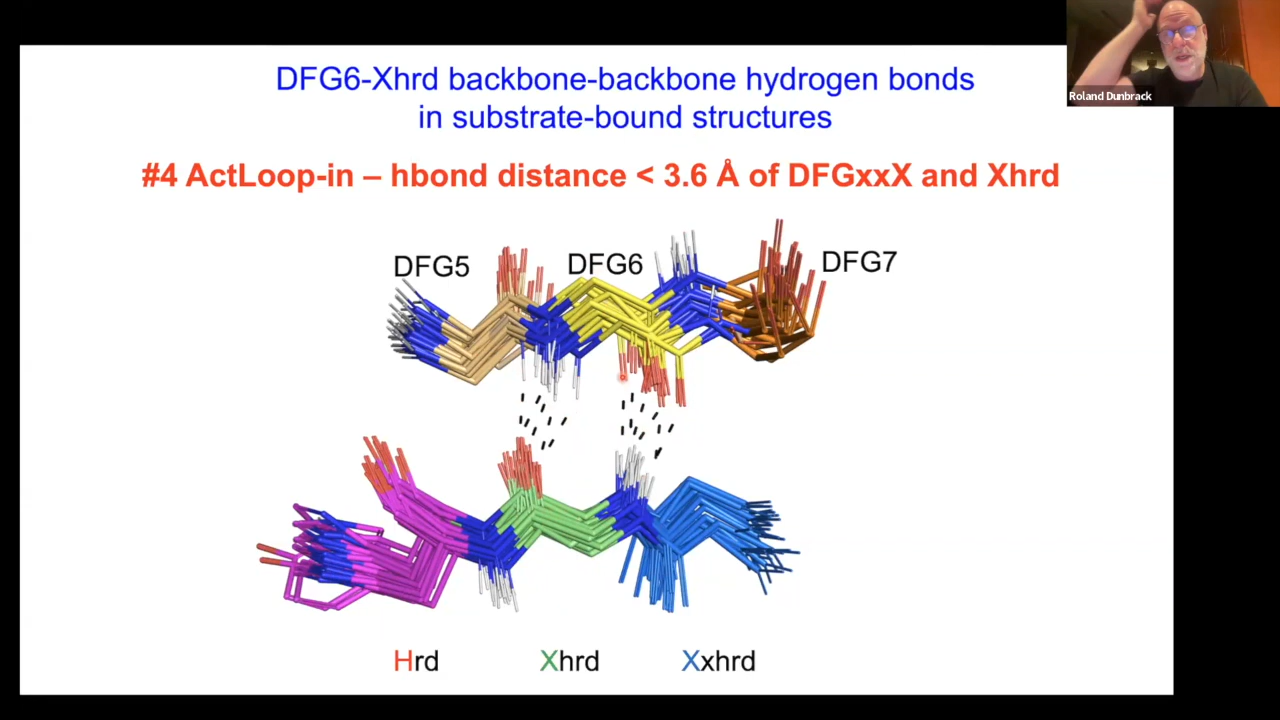 DFG6-Xhrd backbone-backbone hydrogen bonds
in substrate-bound structures
Roland Dunbrack
#4 ActLoop-in – hbond distance < 3.6 Å of DFGxxX and Xhrd
DFG5
DFG6
DFG7
Hrd
Xhrd
Xxhrd